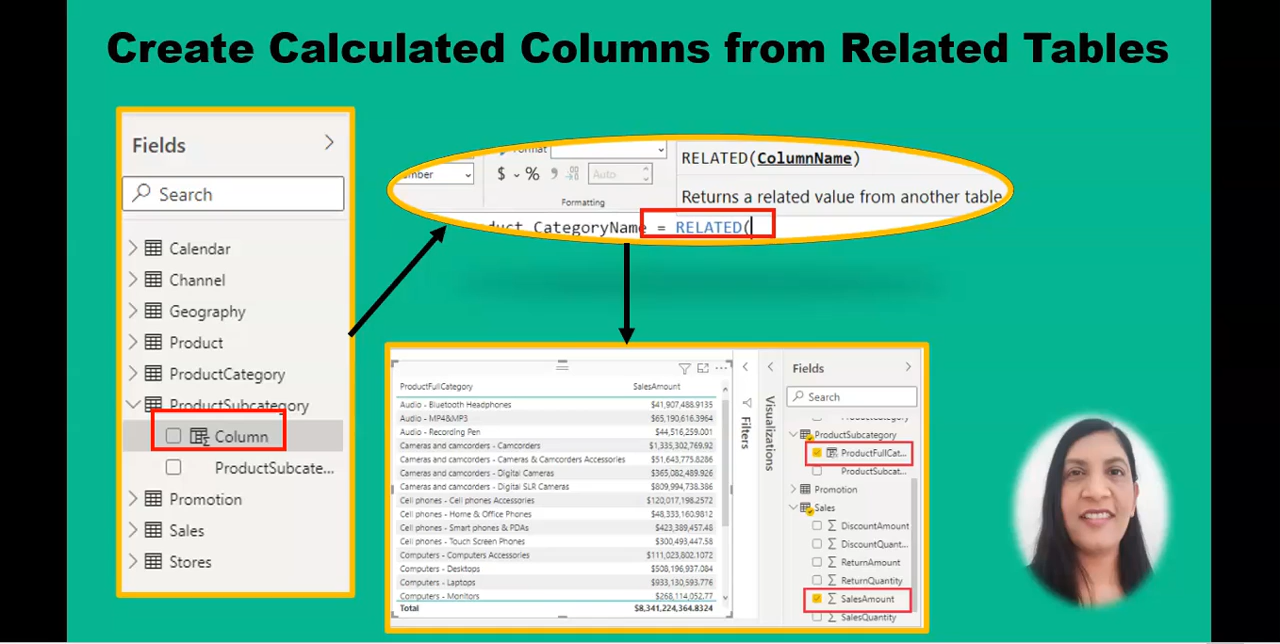 Create Calculated Columns from Related Tables
Fields
Search
Calendar
Channel
Geography
Product
ProductCategory
ProductSubcategory
Column
ProductSubcate...
Promotion
Sales
Stores
Format
$ % Auto
Formatting
RELATED(ColumnName)
Returns a related value from another table
CategoryName = RELATED(
ProductFullCategory SalesAmount
Audio - Bluetooth Headphones $41,907,488.9135
Audio - MP4&MP3 $65,190,616.3964
Audio - Recording Pen $44,516,259.001
Cameras and camcorders - Camcorders $1,335,302,769.92
Cameras and camcorders - Cameras & Camcorders Accessories $51,643,775.8286
Cameras and camcorders - Digital Cameras $365,082,489.926
Cameras and camcorders - Digital SLR Cameras $809,994,738.386
Cell phones - Cell phones Accessories $120,017,198.2572
Cell phones - Home & Office Phones $48,333,160.9812
Cell phones - Smart phones & PDAs $423,389,457.48
Cell phones - Touch Screen Phones $300,493,447.58
Computers - Computers Accessories $111,023,802.1072
Computers - Desktops $508,196,937.084
Computers - Laptops $933,130,593.776
Computers - Monitors $268,114,052.77
Total $8,341,224,364.8324
Filters
Visualizations
Fields
Search
ProductSubcategory
ProductFullCat...
ProductSubcat...
Promotion
Sales
DiscountAmount
DiscountQuant...
ReturnAmount
ReturnQuantity
SalesAmount
SalesQuantity